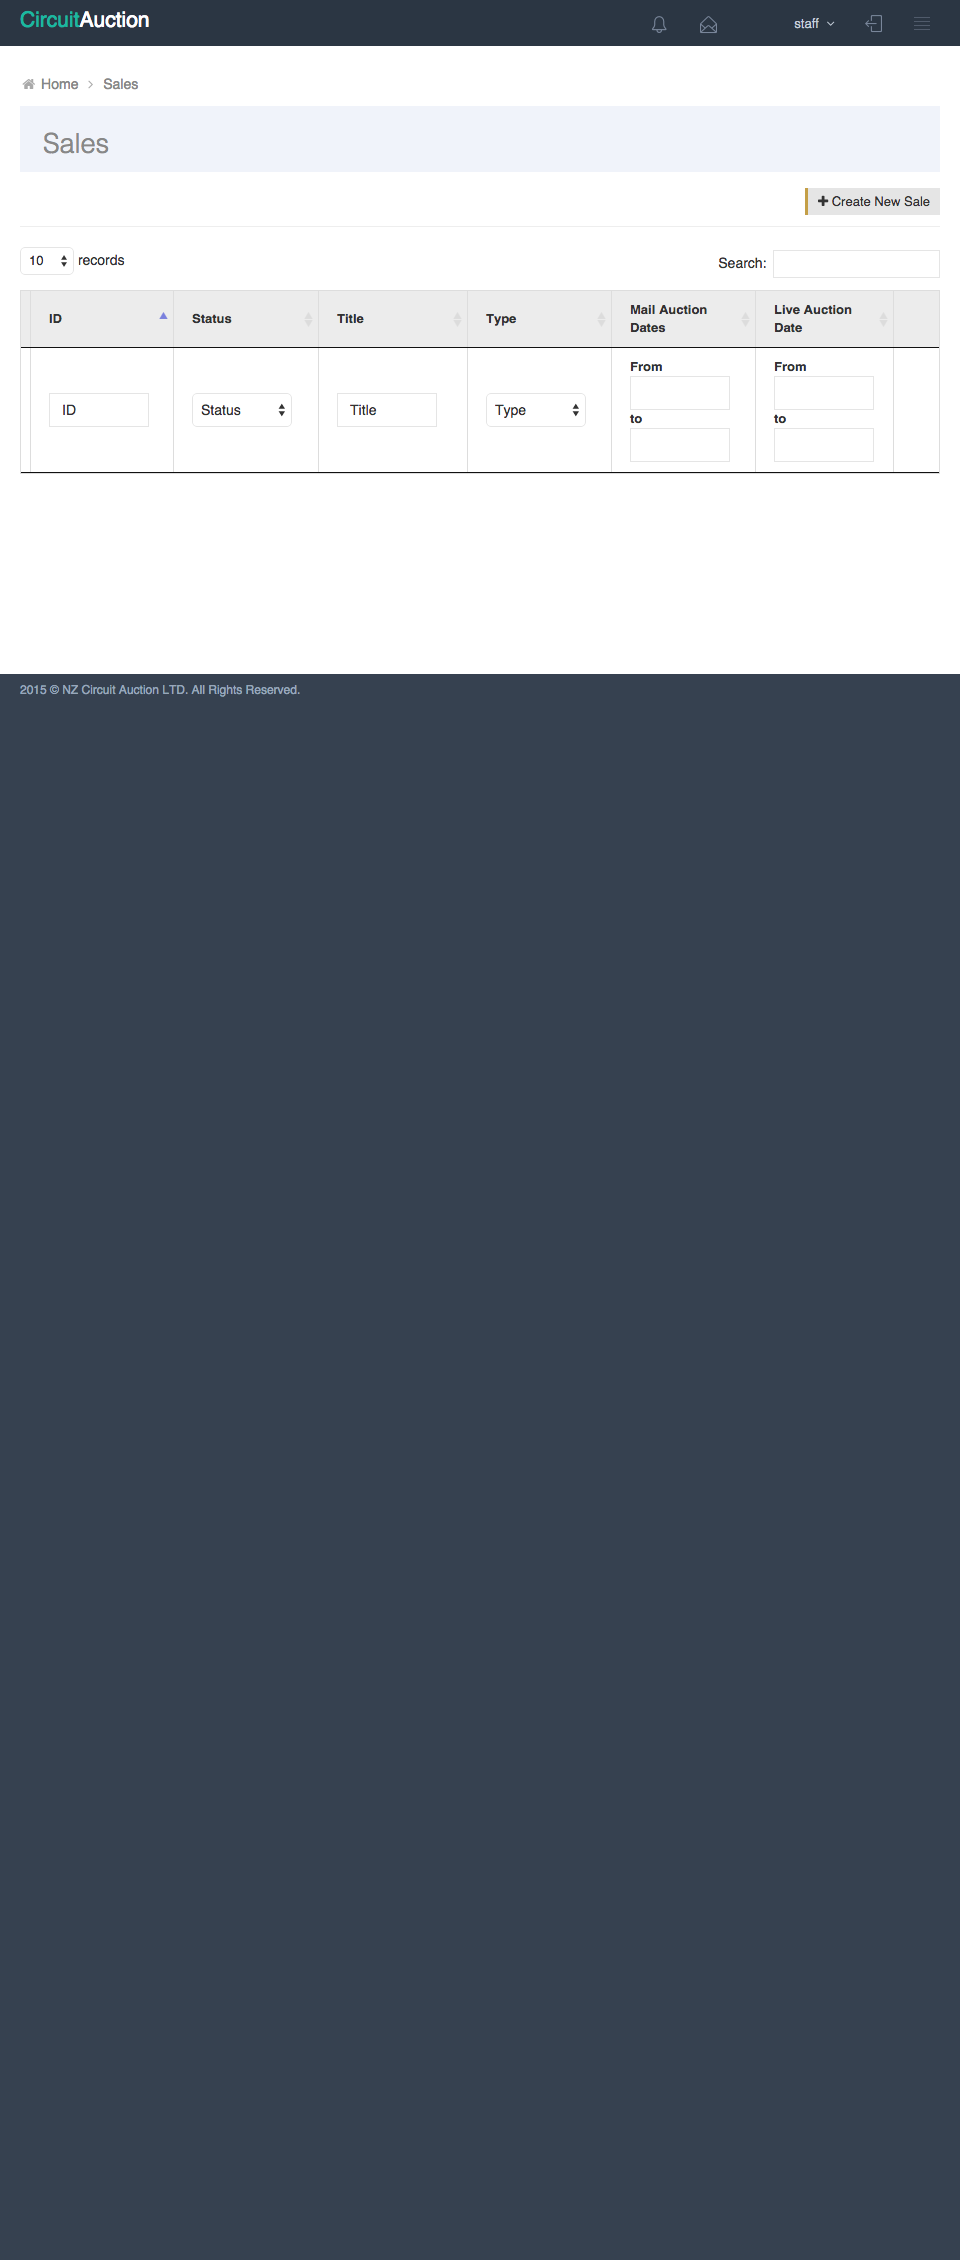 CircuitAuction
staff
Home > Sales
Sales
Create New Sale
10 records
Search:
ID Status Title Type Mail Auction Dates Live Auction Date
ID Status Title Type From to From to
2015 © NZ Circuit Auction LTD. All Rights Reserved.